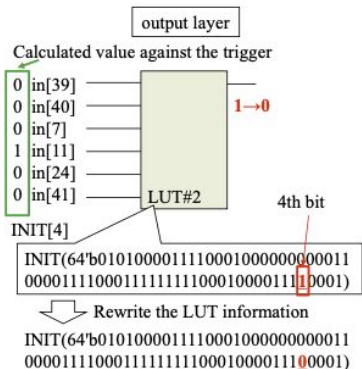 output layer
Calculated value against the trigger
0 in[39]
0 in[40]
0 in[7]
1 in[11]
0 in[24]
0 in[41]
1→0
LUT#2
4th bit
INIT[4]
INIT(64'b0101000011110001000000000011
000011110001111111110001000011110001)
Rewrite the LUT information
INIT(64'b0101000011110001000000000011
000011110001111111110001000011100001)